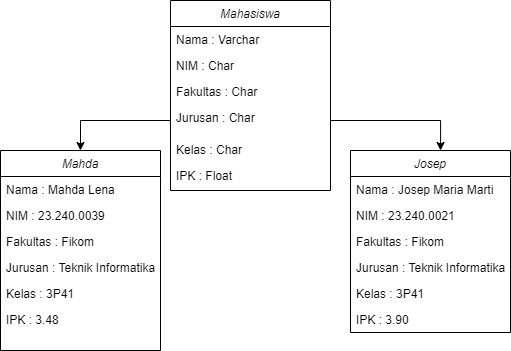 Mahasiswa
Nama : Varchar
NIM : Char
Fakultas : Char
Jurusan : Char
Kelas : Char
IPK : Float
Mahda
Nama : Mahda Lena
NIM : 23.240.0039
Fakultas : Fikom
Jurusan : Teknik Informatika
Kelas : 3P41
IPK : 3.48
Josep
Nama : Josep Maria Marti
NIM : 23.240.0021
Fakultas : Fikom
Jurusan : Teknik Informatika
Kelas : 3P41
IPK : 3.90